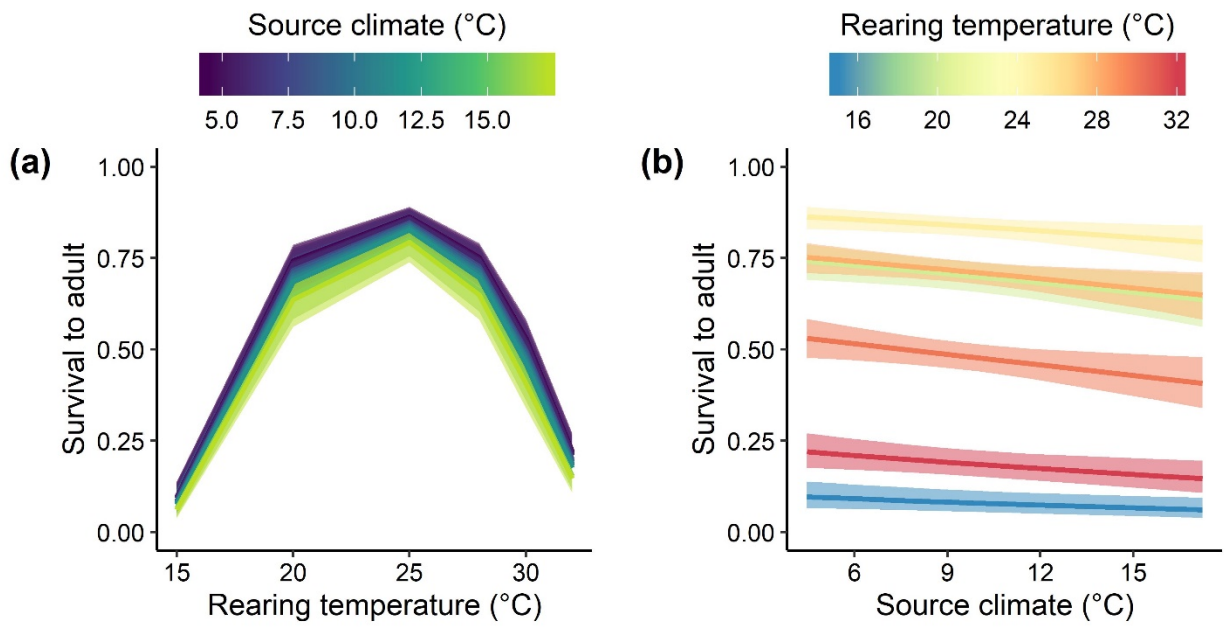 Source climate (°C)
5.0 7.5 10.0 12.5 15.0
(a)
Survival to adult
1.00
0.75
0.50
0.25
0.00
15 20 25 30
Rearing temperature (°C)
Rearing temperature (°C)
16 20 24 28 32
(b)
Survival to adult
1.00
0.75
0.50
0.25
0.00
6 9 12 15
Source climate (°C)